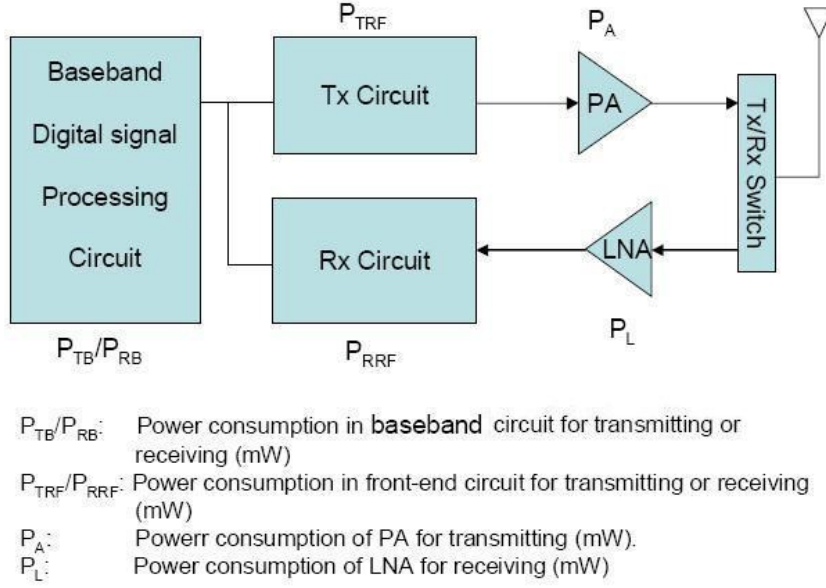 P_TRF
P_A
Baseband
Digital signal
Processing
Circuit
Tx Circuit
PA
Tx/Rx Switch
Rx Circuit
LNA
P_TB/P_RB
P_RRF
P_L
P_TB/P_RB: Power consumption in baseband circuit for transmitting or
receiving (mW)
P_TRF/P_RRF: Power consumption in front-end circuit for transmitting or receiving
(mW)
P_A: Powerr consumption of PA for transmitting (mW).
P_L: Power consumption of LNA for receiving (mW)